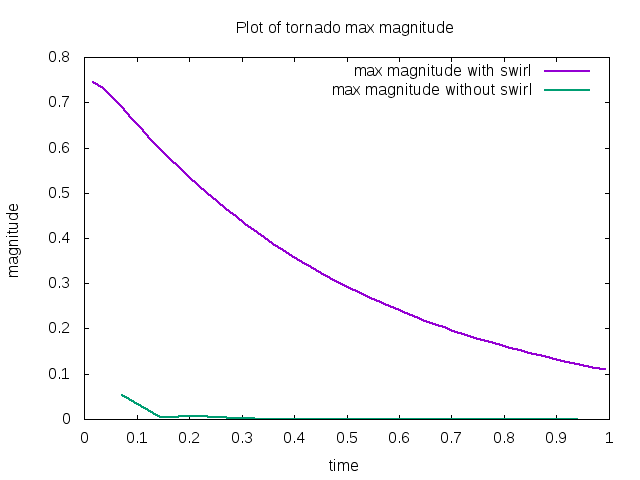 Plot of tornado max magnitude
0.8
max magnitude with swirl
max magnitude without swirl
0.7
0.6
0.5
0.4
0.3
0.2
0.1
0
magnitude
0 0.1 0.2 0.3 0.4 0.5 0.6 0.7 0.8 0.9 1
time